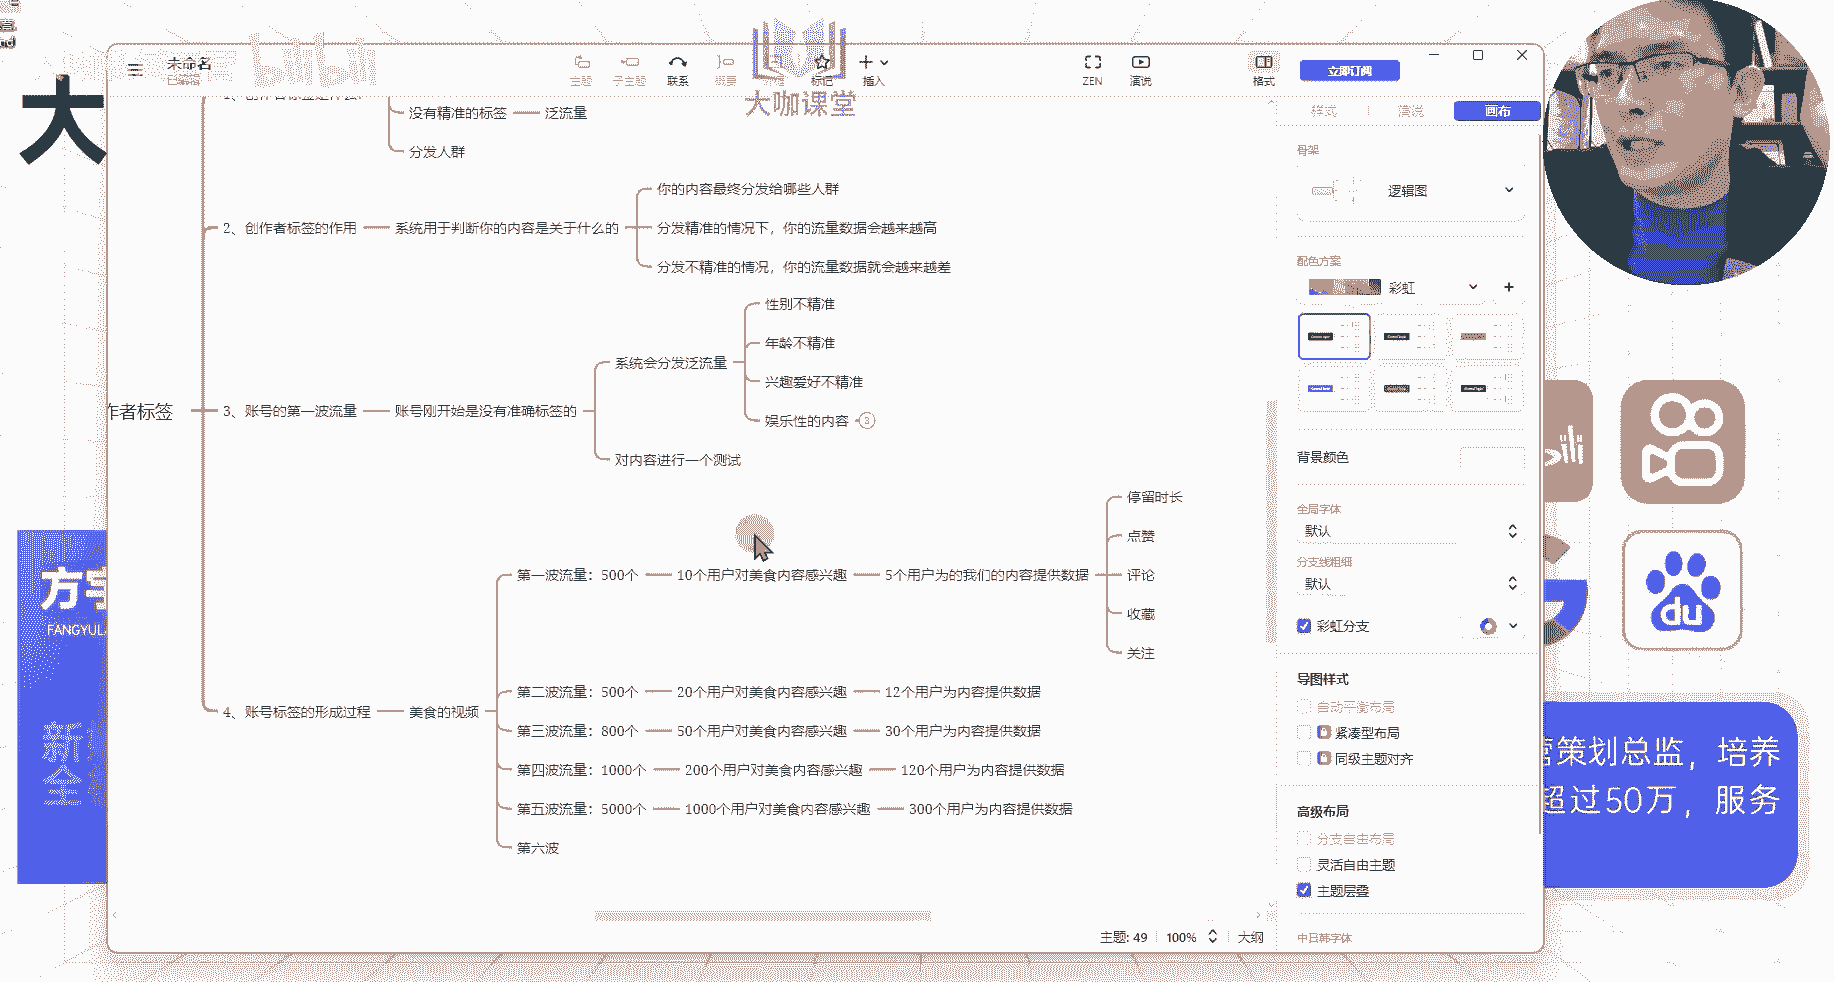 未命名
已编辑
bilibili
主题
子主题
联系
概要
标记
插入
ZEN
演说
格式
立即订阅
大咖课堂
大
样式
演说
画布
没有精准的标签
泛流量
分发人群
2、创作者标签的作用
系统用于判断你的内容是关于什么的
你的内容最终分发给哪些人群
分发精准的情况下，你的流量数据会越来越高
分发不精准的情况，你的流量数据就会越来越差
作者标签
3、账号的第一波流量
账号刚开始是没有准确标签的
系统会分发泛流量
性别不精准
年龄不精准
兴趣爱好不精准
娱乐性的内容
3
对内容进行一个测试
4、账号标签的形成过程
美食的视频
第一波流量：500个
10个用户对美食内容感兴趣
5个用户为的我们的内容提供数据
停留时长
点赞
评论
收藏
关注
第二波流量：500个
20个用户对美食内容感兴趣
12个用户为内容提供数据
第三波流量：800个
50个用户对美食内容感兴趣
30个用户为内容提供数据
第四波流量：1000个
200个用户对美食内容感兴趣
120个用户为内容提供数据
第五波流量：5000个
1000个用户对美食内容感兴趣
300个用户为内容提供数据
第六波
骨架
逻辑图
配色方案
彩虹
背景颜色
全局字体
默认
分支线粗细
默认
彩虹分支
导图样式
自动平衡布局
紧凑型布局
同级主题对齐
高级布局
分支自由布局
灵活自由主题
主题层叠
中日韩字体
主题: 49
100%
大纲
FANGYUL
新
全
du
营策划总监，培养
超过50万，服务